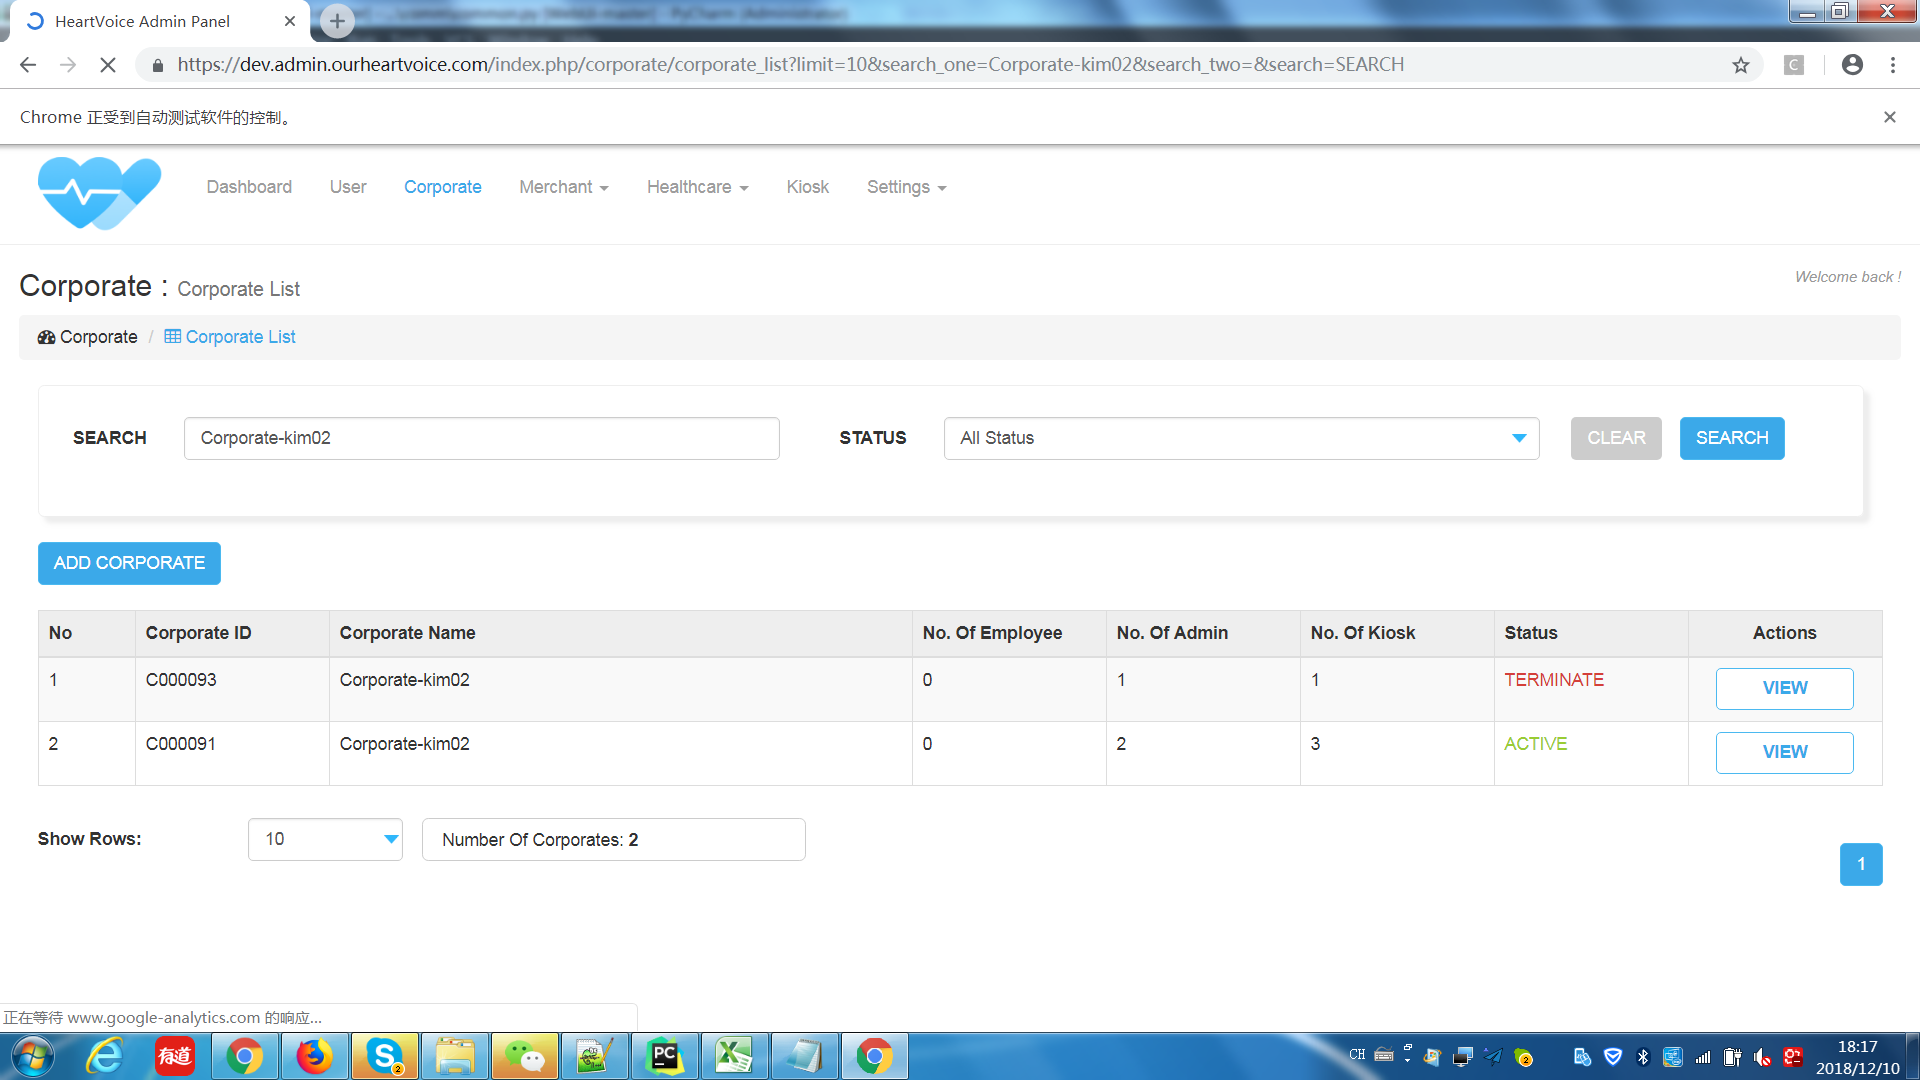 HeartVoice Admin Panel
https://dev.admin.ourheartvoice.com/index.php/corporate/corporate_list?limit=10&search_one=Corporate-kim02&search_two=&search=SEARCH
C
Chrome 正受到自动测试软件的控制。
Dashboard User Corporate Merchant Healthcare Kiosk Settings
Corporate : Corporate List
Welcome back !
Corporate / Corporate List
SEARCH Corporate-kim02 STATUS All Status CLEAR SEARCH
ADD CORPORATE
No Corporate ID Corporate Name No. Of Employee No. Of Admin No. Of Kiosk Status Actions
1 C000093 Corporate-kim02 0 1 1 TERMINATE VIEW
2 C000091 Corporate-kim02 0 2 3 ACTIVE VIEW
Show Rows: 10 Number Of Corporates: 2
1
正在等待 www.google-analytics.com 的响应...
有道
S 2
PC
CH
2
18:17
2018/12/10